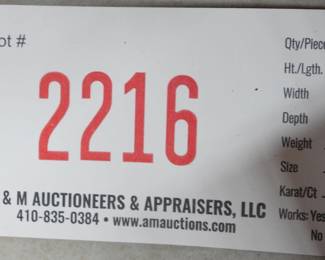 ot #
2216
& M AUCTIONEERS & APPRAISERS, LLC
410-835-0384 • www.amauctions.com
Qty/Piece
Ht./Lgth.
Width
Depth
Weight
Size
Karat/Ct
Works: Yes
No